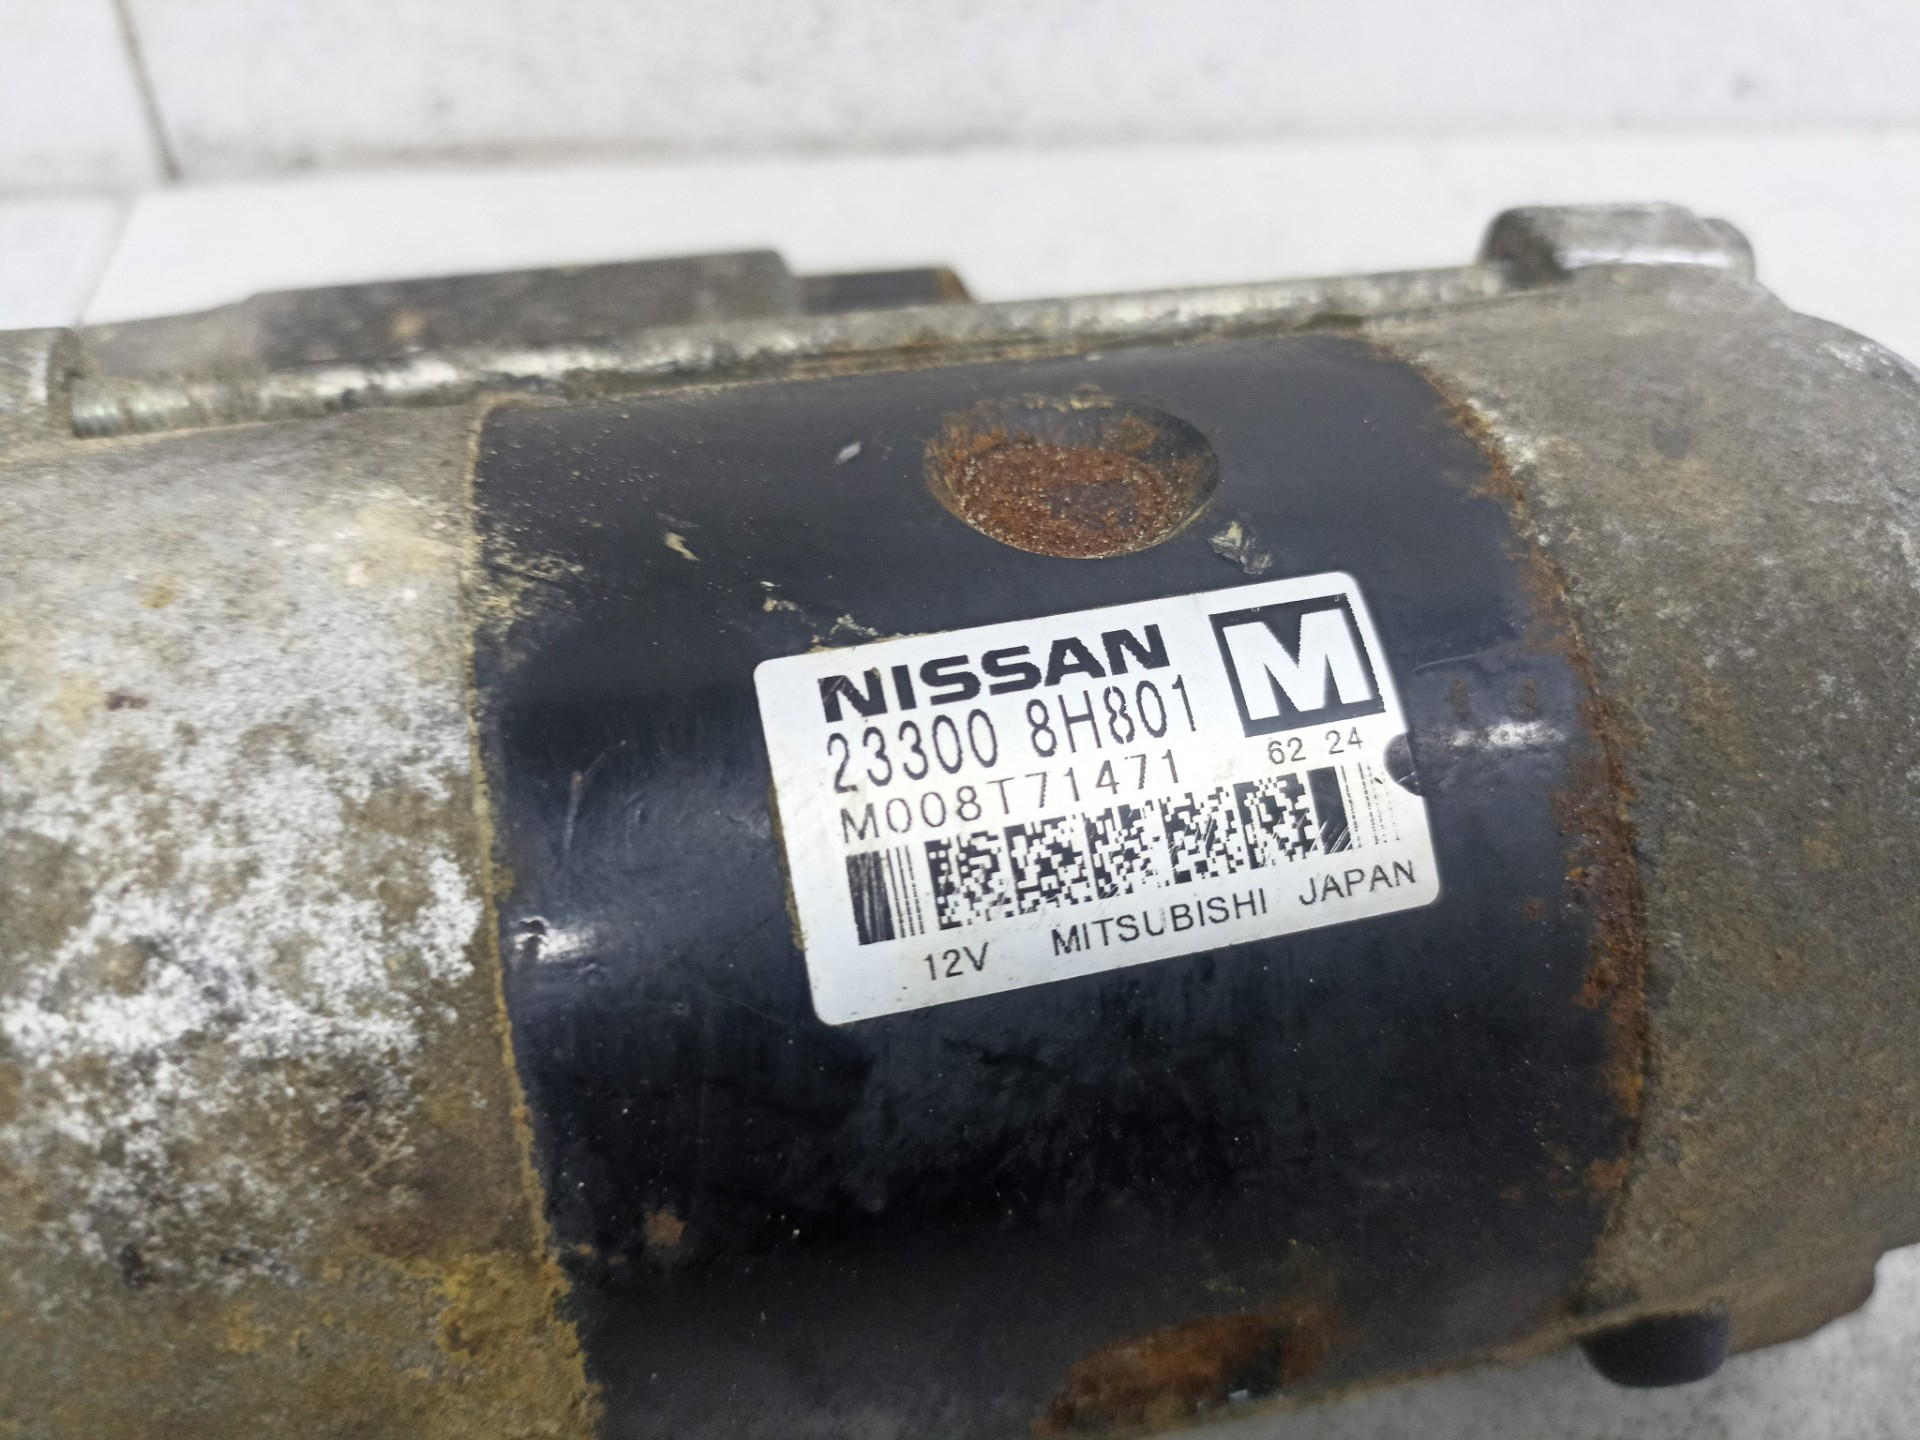 NISSAN M
23300 8H801
M008T71471 62 24
12V MITSUBISHI JAPAN